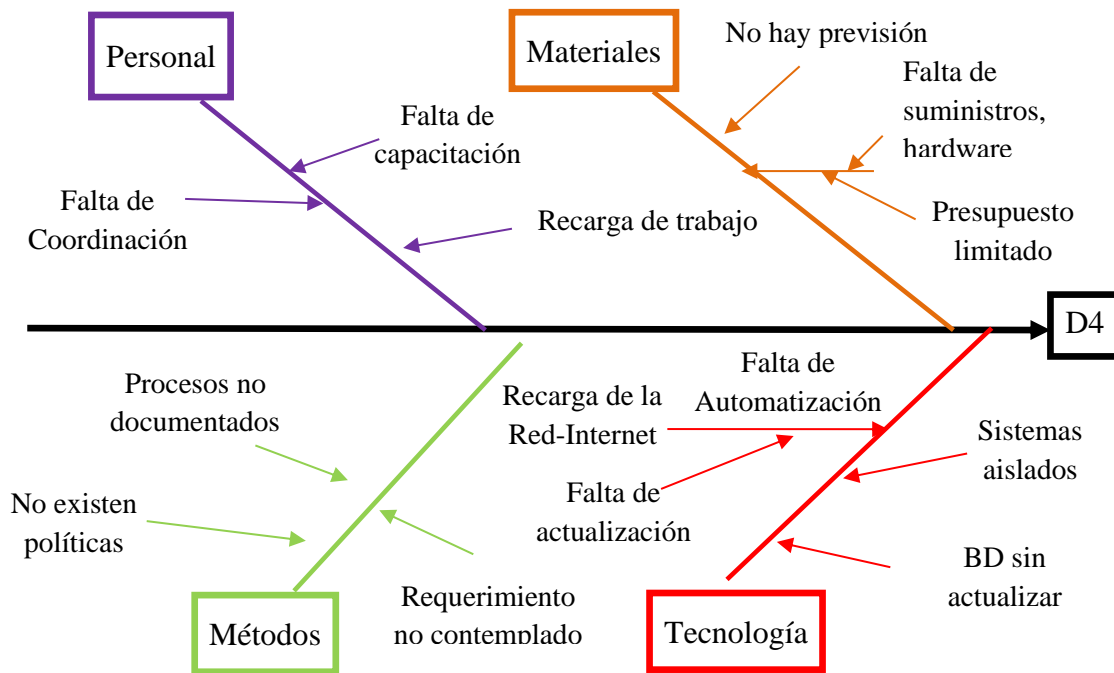 Personal
Materiales
No hay previsión
Falta de
suministros,
hardware
Falta de
capacitación
Falta de
Coordinación
Recarga de trabajo
Presupuesto
limitado
D4
Procesos no
documentados
Falta de
Automatización
Recarga de la
Red-Internet
Sistemas
aislados
No existen
políticas
Falta de
actualización
BD sin
actualizar
Requerimiento
no contemplado
Métodos
Tecnología